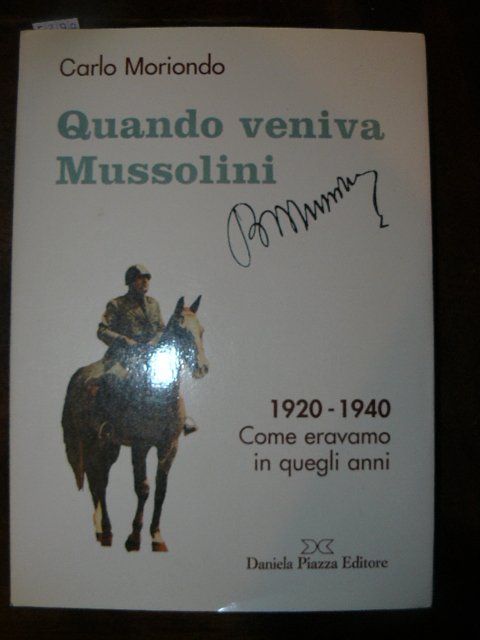 Carlo Moriondo
Quando veniva
Mussolini
1920 - 1940
Come eravamo
in quegli anni
Daniela Piazza Editore